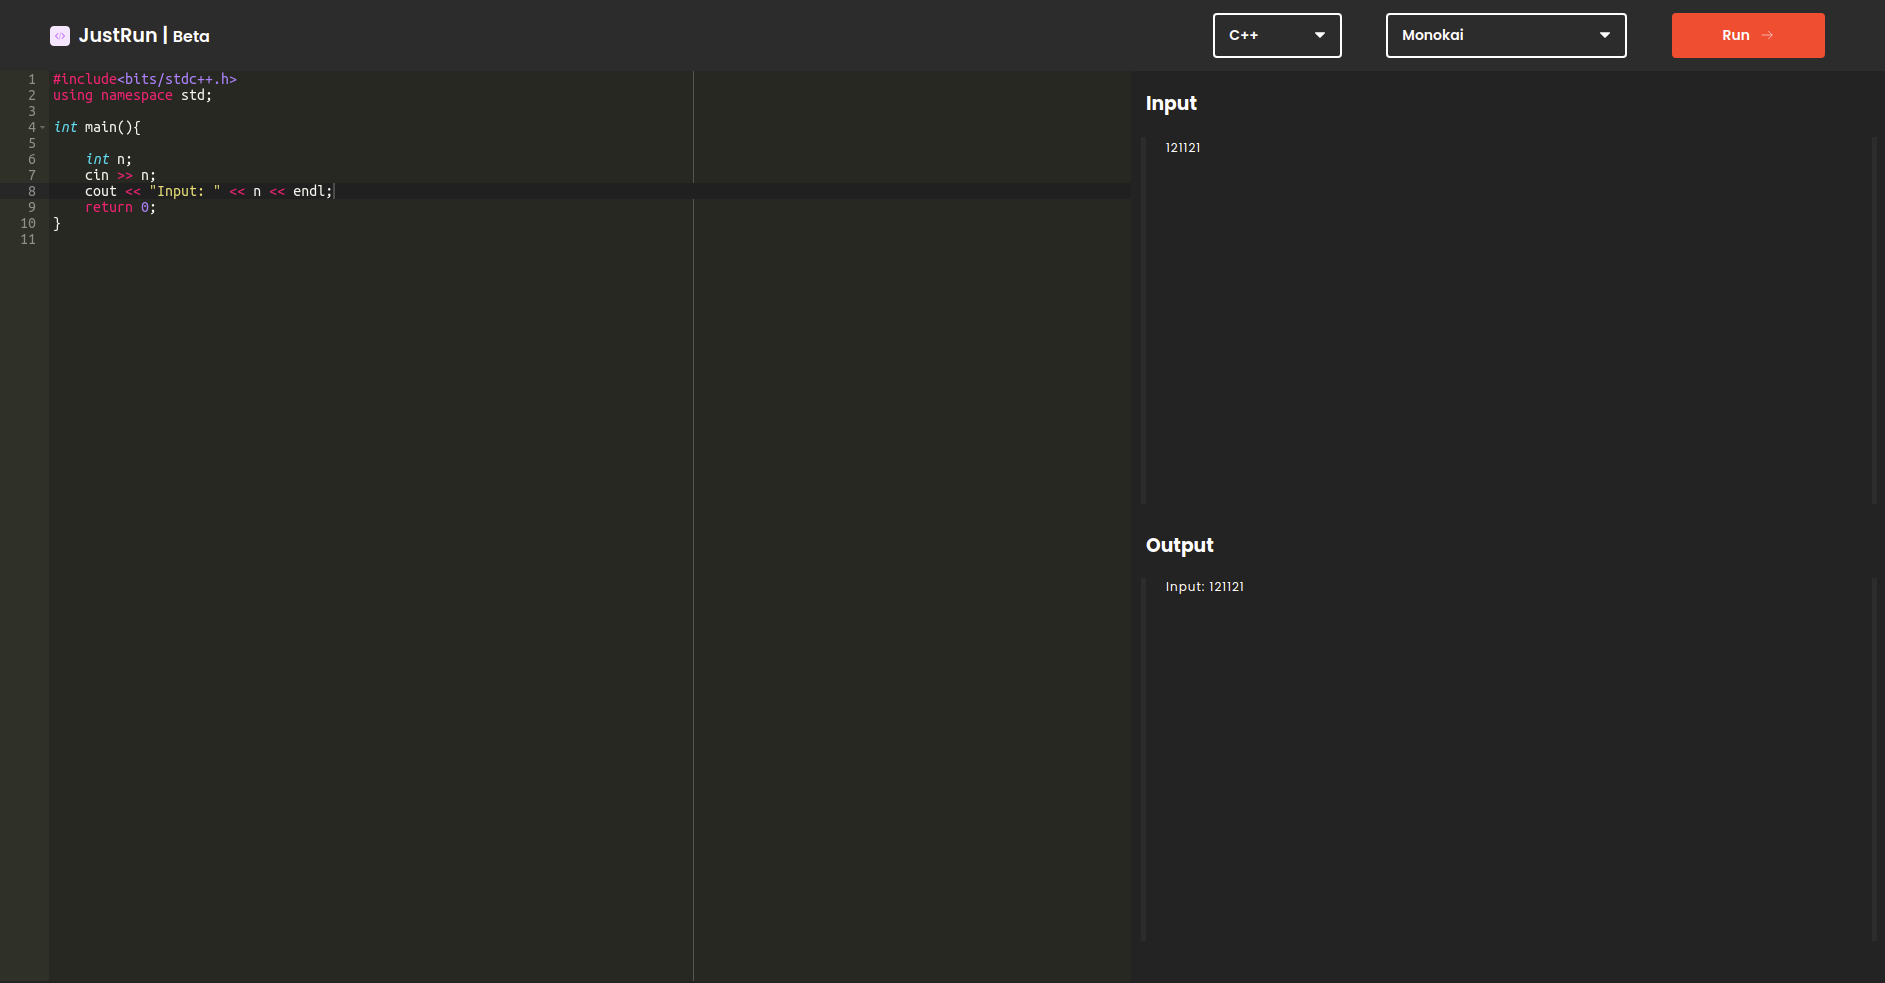 JustRun | Beta
C++
Monokai
Run →
1 #include<bits/stdc++.h>
2 using namespace std;
3
4 int main(){
5
6     int n;
7     cin >> n;
8     cout << "Input: " << n << endl;
9     return 0;
10 }
11
Input
121121
Output
Input: 121121